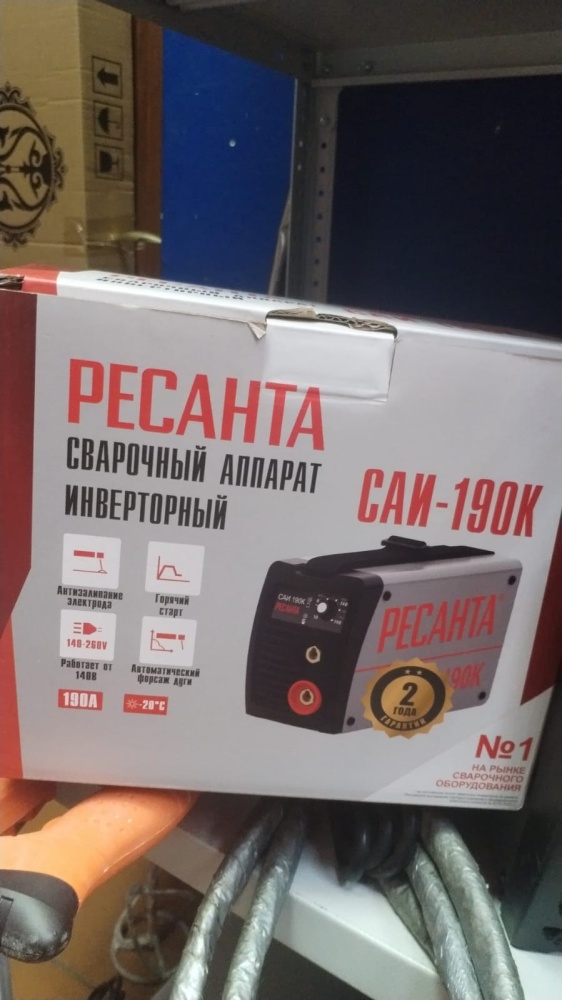 РЕСАНТА
СВАРОЧНЫЙ АППАРАТ
ИНВЕРТОРНЫЙ
САИ-190К
Антизалипание
электрода
Горячий
старт
140-260V
Работает от
140В
Автоматический
форсаж дуги
190А
-20°С
САИ 190К
РЕСАНТА
РЕСАНТА
190К
2
ГОДА
ГАРАНТИИ
№1
НА РЫНКЕ
СВАРОЧНОГО
ОБОРУДОВАНИЯ